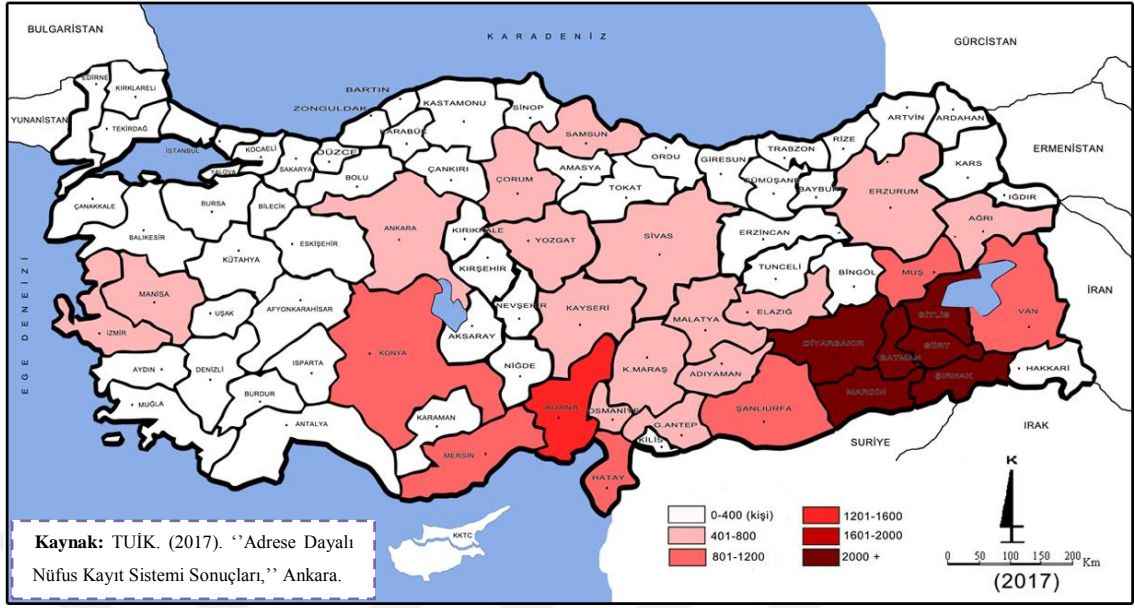 BULGARİSTAN
KARADENİZ
GÜRCİSTAN
EDİRNE
KIRKLARELİ
YUNANİSTAN
TEKİRDAĞ
İSTANBUL
KOCAELİ
YALOVA
SAKARYA
DÜZCE
BOLU
ZONGULDAK
BARTIN
KARABÜK
KASTAMONU
SİNOP
ÇANKIRI
ÇORUM
SAMSUN
AMASYA
TOKAT
ORDU
GİRESUN
TRABZON
GÜMÜŞANE
BAYBURT
RİZE
ARTVİN
ARDAHAN
KARS
IĞDIR
ERMENİSTAN
ERZURUM
AĞRI
ÇANAKKALE
BALIKESİR
BURSA
BİLECİK
ESKİŞEHİR
KÜTAHYA
ANKARA
KIRIKKALE
KIRŞEHİR
YOZGAT
SİVAS
ERZİNCAN
TUNCELİ
BİNGÖL
MUŞ
BİTLİS
VAN
İRAN
EGE DENİZİ
MANİSA
İZMİR
UŞAK
AFYONKARAHİSAR
AYDIN
DENİZLİ
ISPARTA
BURDUR
MUĞLA
ANTALYA
KONYA
AKSARAY
NEVŞEHİR
NİĞDE
KAYSERİ
KARAMAN
MERSİN
ADANA
OSMANİYE
HATAY
K.MARAŞ
MALATYA
ELAZIĞ
ADIYAMAN
G.ANTEP
KİLİS
ŞANLIURFA
DİYARBAKIR
BATMAN
SİİRT
MARDİN
ŞIRNAK
HAKKARİ
SURİYE
IRAK
KKTC
Kaynak: TUİK. (2017). ‘’Adrese Dayalı
Nüfus Kayıt Sistemi Sonuçları,’’ Ankara.
0-400 (kişi)
401-800
801-1200
1201-1600
1601-2000
2000 +
K
0 50 100 150 200 Km
(2017)